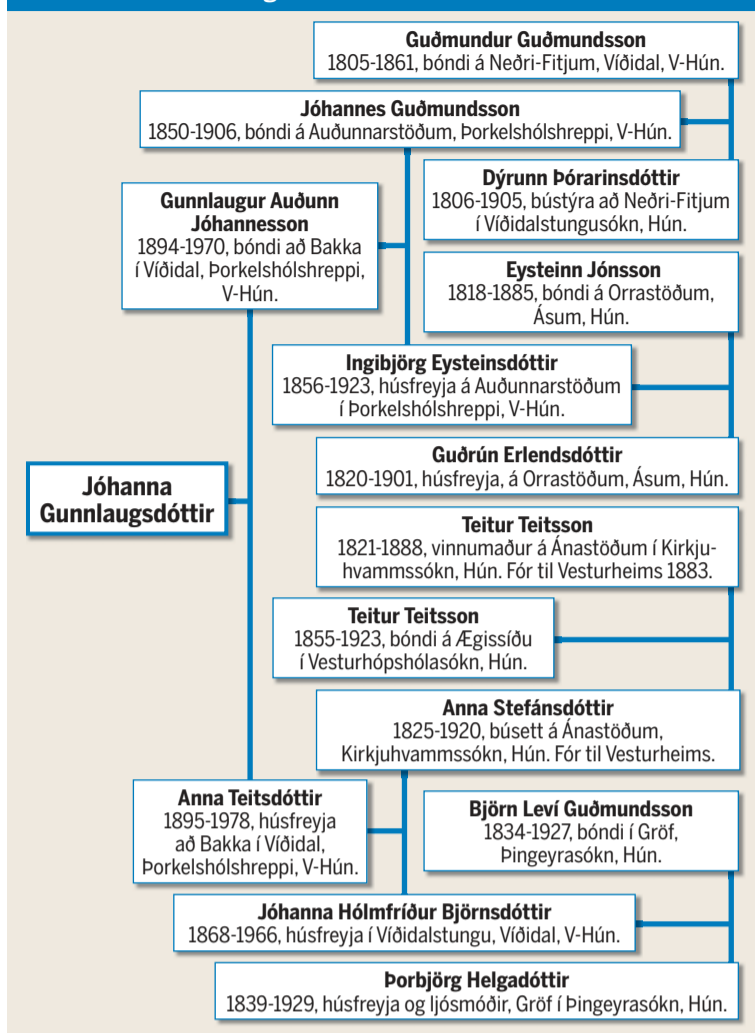 Guðmundur Guðmundsson
1805-1861, bóndi á Neðri-Fitjum, Víðidal, V-Hún.
Jóhannes Guðmundsson
1850-1906, bóndi á Auðunnarstöðum, Þorkelshólshreppi, V-Hún.
Dýrunn Þórarinsdóttir
1806-1905, bústýra að Neðri-Fitjum
í Víðidalstungusókn, Hún.
Gunnlaugur Auðunn
Jóhannesson
1894-1970, bóndi að Bakka
í Víðidal, Þorkelshólshreppi,
V-Hún.
Eysteinn Jónsson
1818-1885, bóndi á Orrastöðum,
Ásum, Hún.
Ingibjörg Eysteinsdóttir
1856-1923, húsfreyja á Auðunnarstöðum
í Þorkelshólshreppi, V-Hún.
Guðrún Erlendsdóttir
1820-1901, húsfreyja, á Orrastöðum, Ásum, Hún.
Jóhanna
Gunnlaugsdóttir
Teitur Teitsson
1821-1888, vinnumaður á Ánastöðum í Kirkju-
hvammssókn, Hún. Fór til Vesturheims 1883.
Teitur Teitsson
1855-1923, bóndi á Ægissíðu
í Vesturhópshólasókn, Hún.
Anna Stefánsdóttir
1825-1920, búsett á Ánastöðum,
Kirkjuhvammssókn, Hún. Fór til Vesturheims.
Anna Teitsdóttir
1895-1978, húsfreyja
að Bakka í Víðidal,
Þorkelshólshreppi, V-Hún.
Björn Leví Guðmundsson
1834-1927, bóndi í Gröf,
Þingeyrasókn, Hún.
Jóhanna Hólmfríður Björnsdóttir
1868-1966, húsfreyja í Víðidalstungu, Víðidal, V-Hún.
Þorbjörg Helgadóttir
1839-1929, húsfreyja og ljósmóðir, Gröf í Þingeyrasókn, Hún.